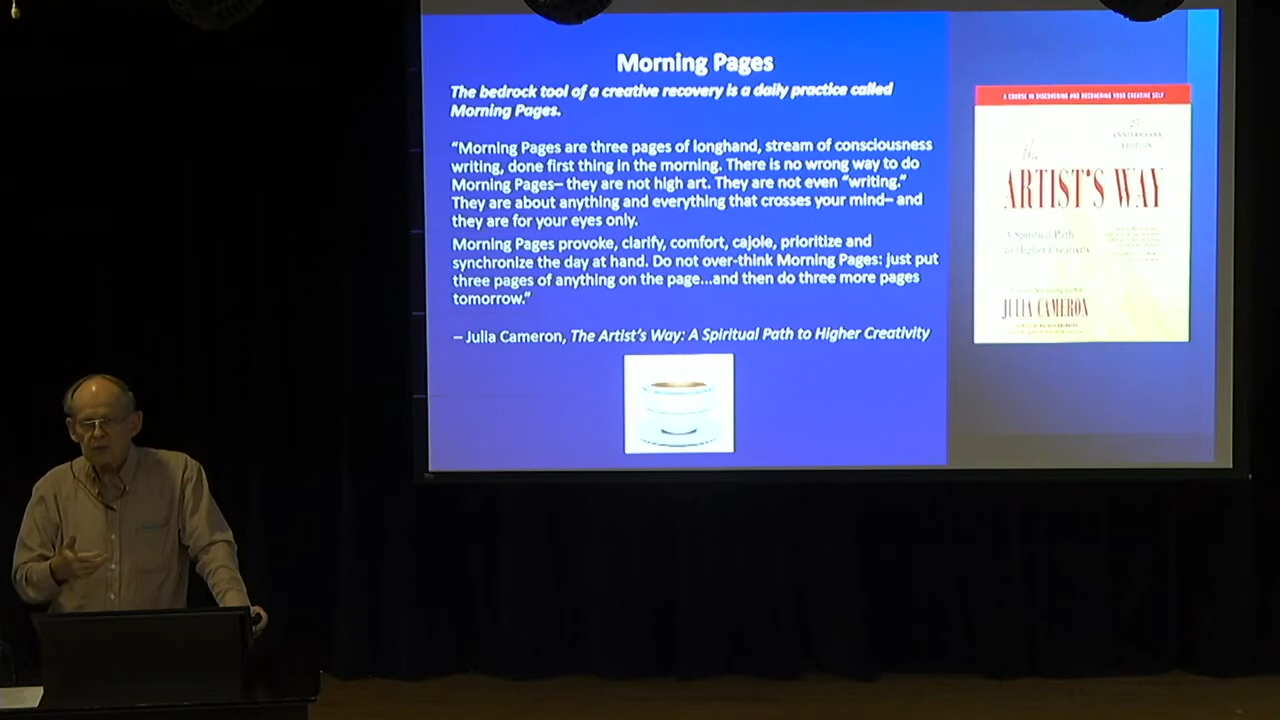 Morning Pages
The bedrock tool of a creative recovery is a daily practice called
Morning Pages.
“Morning Pages are three pages of longhand, stream of consciousness
writing, done first thing in the morning. There is no wrong way to do
Morning Pages– they are not high art. They are not even “writing.”
They are about anything and everything that crosses your mind– and
they are for your eyes only.
Morning Pages provoke, clarify, comfort, cajole, prioritize and
synchronize the day at hand. Do not over-think Morning Pages: just put
three pages of anything on the page...and then do three more pages
tomorrow.”
– Julia Cameron, The Artist’s Way: A Spiritual Path to Higher Creativity
A COURSE IN DISCOVERING AND RECOVERING YOUR CREATIVE SELF
ANNIVERSARY
EDITION
the
ARTIST'S WAY
A Spiritual Path
to Higher Creativity
JULIA CAMERON